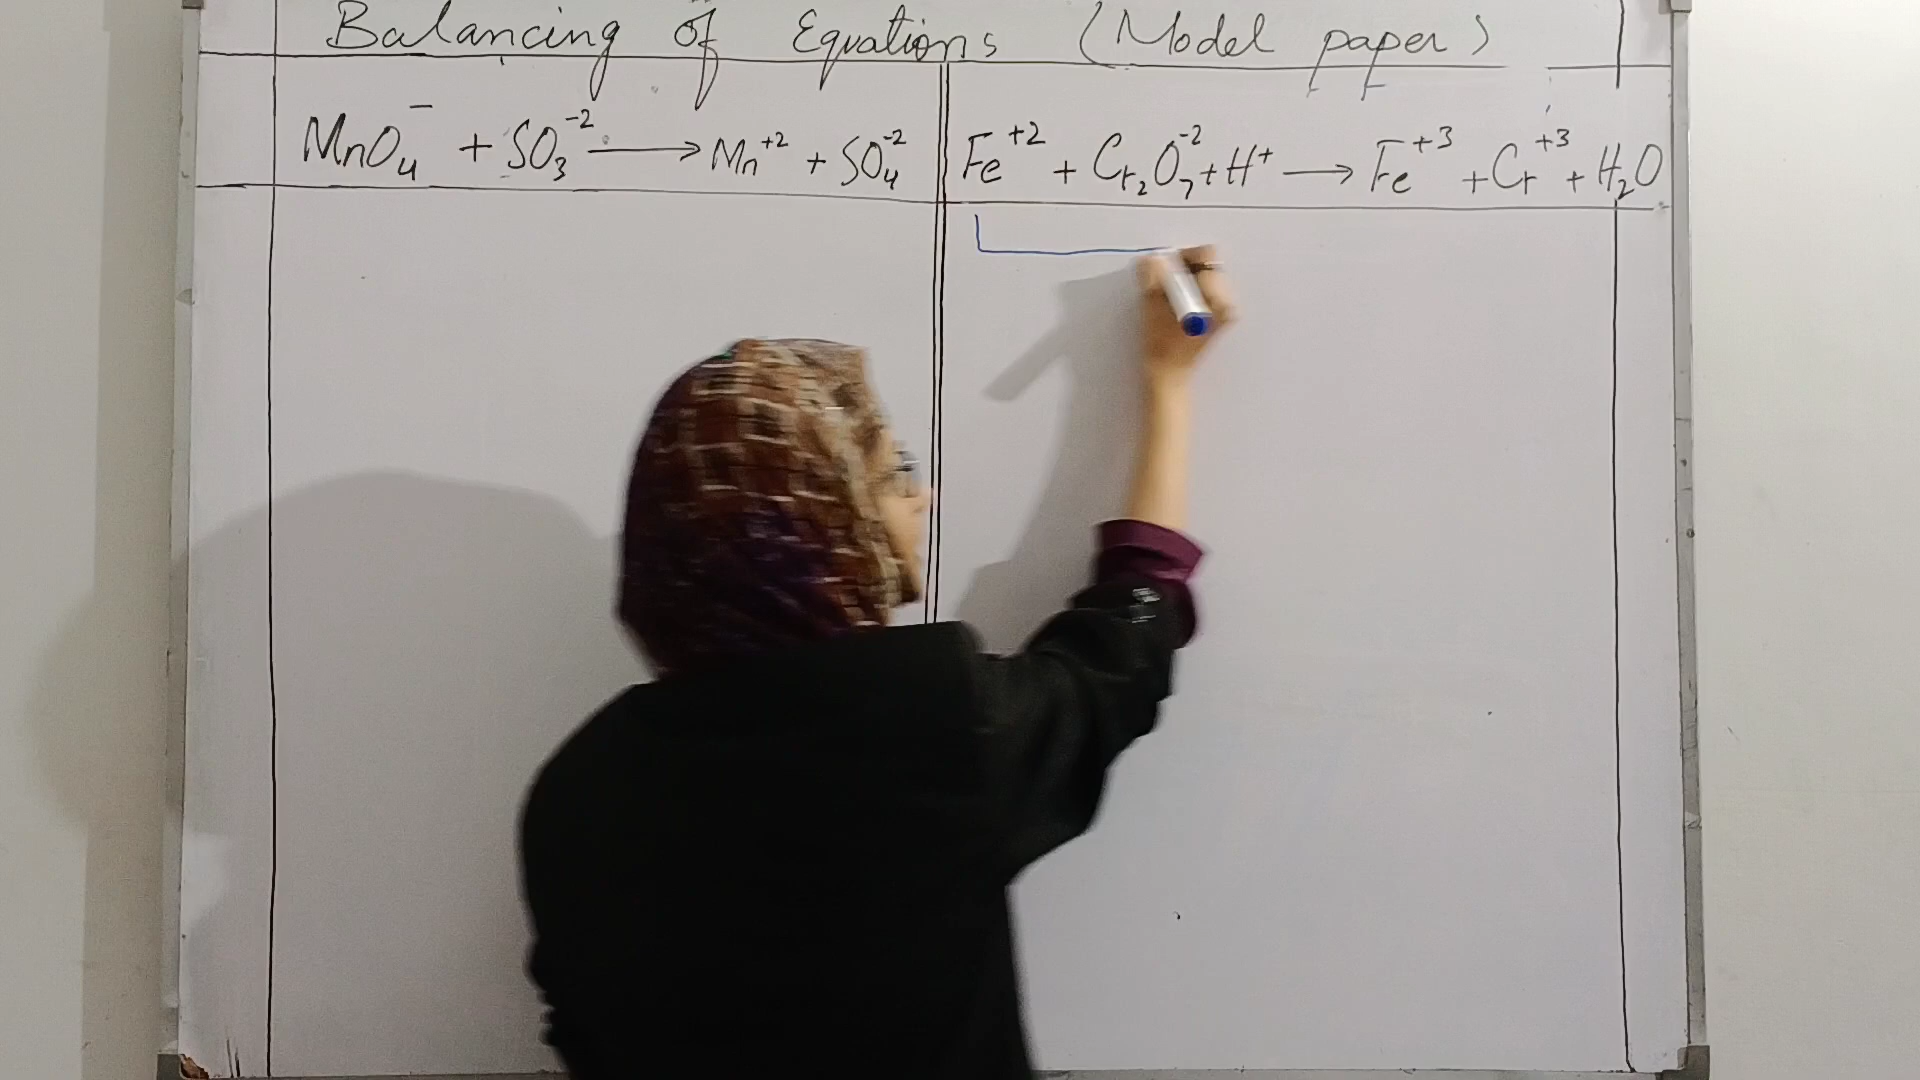 Balancing of Equations (Model paper)
MnO₄⁻ + SO₃⁻² ⟶ Mn⁺² + SO₄⁻²
Fe⁺² + Cr₂O₇⁻² + H⁺ ⟶ Fe⁺³ + Cr⁺³ + H₂O